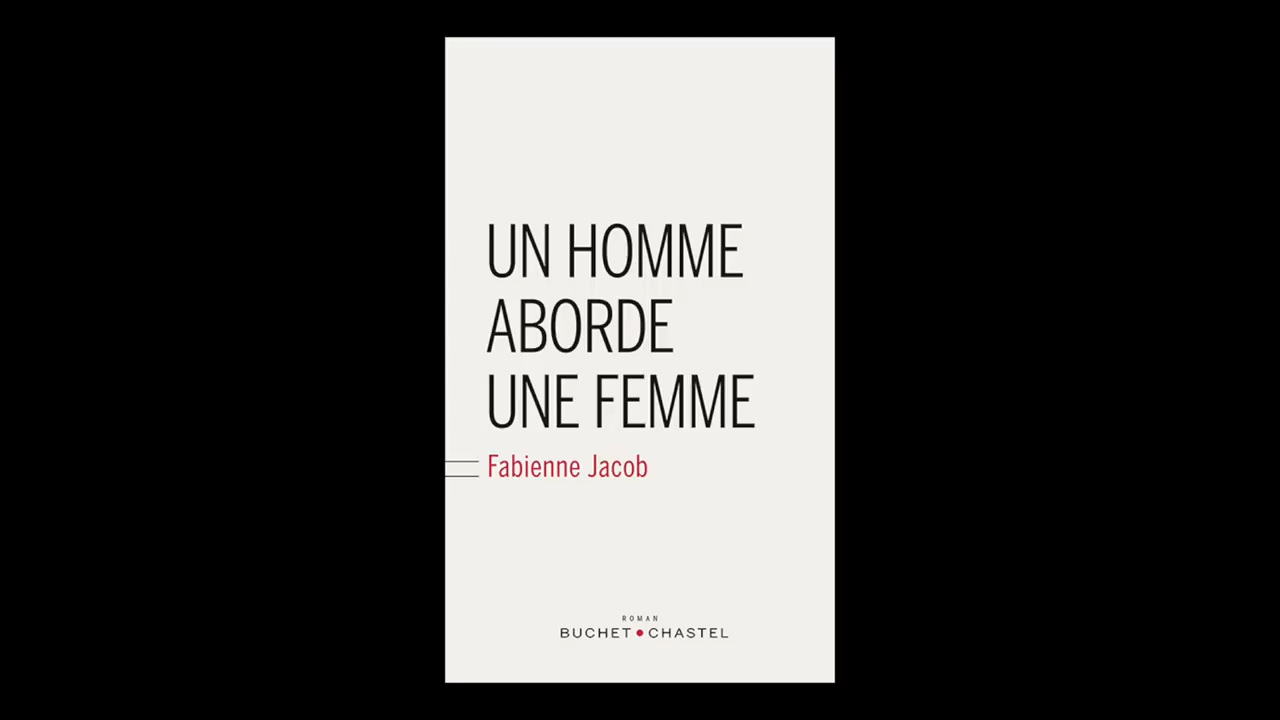 UN HOMME
ABORDE
UNE FEMME
Fabienne Jacob
ROMAN
BUCHET•CHASTEL